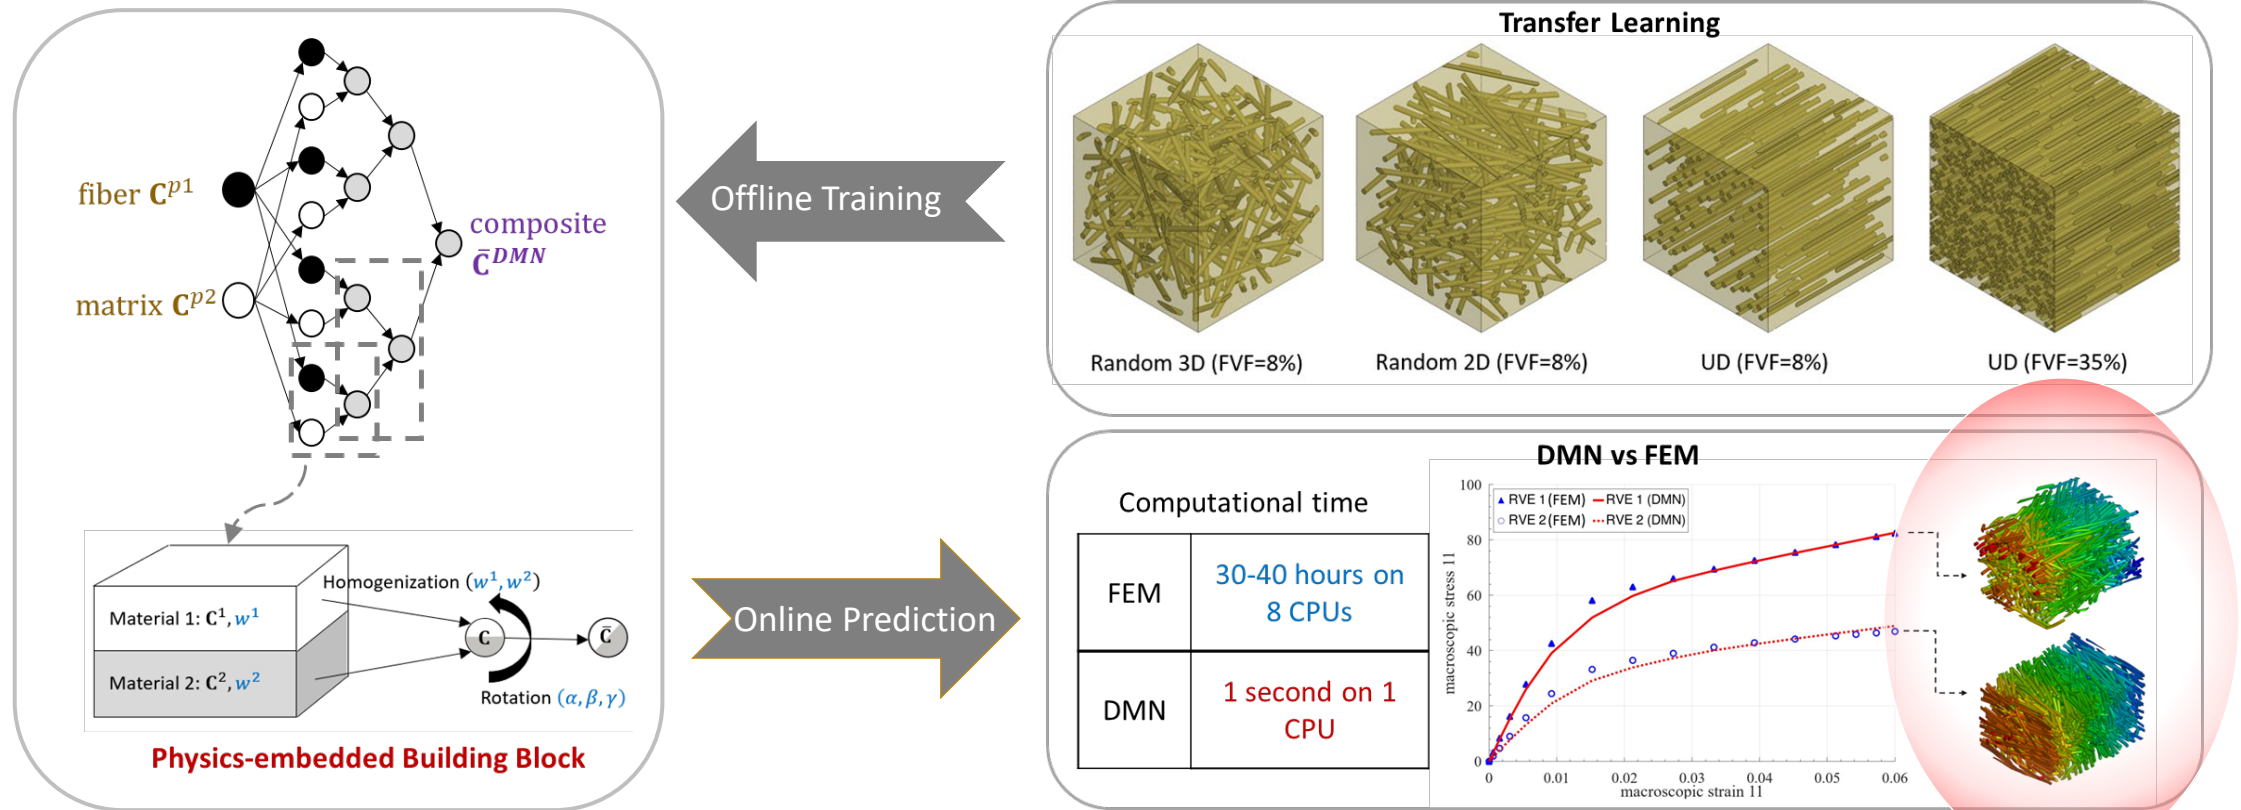 fiber C^p1
matrix C^p2
composite
C̄^DMN
Homogenization (w¹, w²)
Material 1: C¹, w¹
Material 2: C², w²
C
C̄
Rotation (α, β, γ)
Physics-embedded Building Block
Offline Training
Online Prediction
Transfer Learning
Random 3D (FVF=8%)
Random 2D (FVF=8%)
UD (FVF=8%)
UD (FVF=35%)
DMN vs FEM
Computational time
FEM
30-40 hours on
8 CPUs
DMN
1 second on 1
CPU
RVE 1 (FEM)
RVE 1 (DMN)
RVE 2 (FEM)
RVE 2 (DMN)
macroscopic stress 11
100
80
60
40
20
0
0 0.01 0.02 0.03 0.04 0.05 0.06
macroscopic strain 11